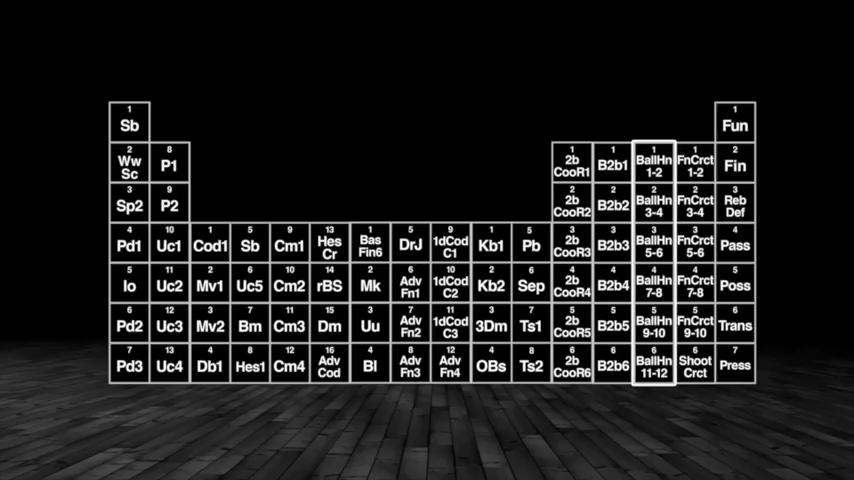 1
Sb
1
Fun
2
Ww
Sc
8
P1
1
2b
CooR1
1
B2b1
1
BallHn
1-2
1
FnCrct
1-2
2
Fin
3
Sp2
9
P2
2
2b
CooR2
2
B2b2
2
BallHn
3-4
2
FnCrct
3-4
3
Reb
Def
4
Pd1
10
Uc1
1
Cod1
5
Sb
9
Cm1
13
Hes
Cr
1
Bas
Fin6
5
DrJ
9
1dCod
C1
1
Kb1
5
Pb
3
2b
CooR3
3
B2b3
3
BallHn
5-6
3
FnCrct
5-6
4
Pass
5
Io
11
Uc2
2
Mv1
6
Uc5
10
Cm2
14
rBS
2
Mk
6
Adv
Fn1
10
1dCod
C2
2
Kb2
6
Sep
4
2b
CooR4
4
B2b4
4
BallHn
7-8
4
FnCrct
7-8
5
Poss
6
Pd2
12
Uc3
3
Mv2
7
Bm
11
Cm3
15
Dm
3
Uu
7
Adv
Fn2
11
1dCod
C3
3
3Dm
7
Ts1
5
2b
CooR5
5
B2b5
5
BallHn
9-10
5
FnCrct
9-10
6
Trans
7
Pd3
13
Uc4
4
Db1
8
Hes1
12
Cm4
16
Adv
Cod
4
Bl
8
Adv
Fn3
12
Adv
Fn4
4
OBs
8
Ts2
6
2b
CooR6
6
B2b6
6
BallHn
11-12
6
Shoot
Crct
7
Press